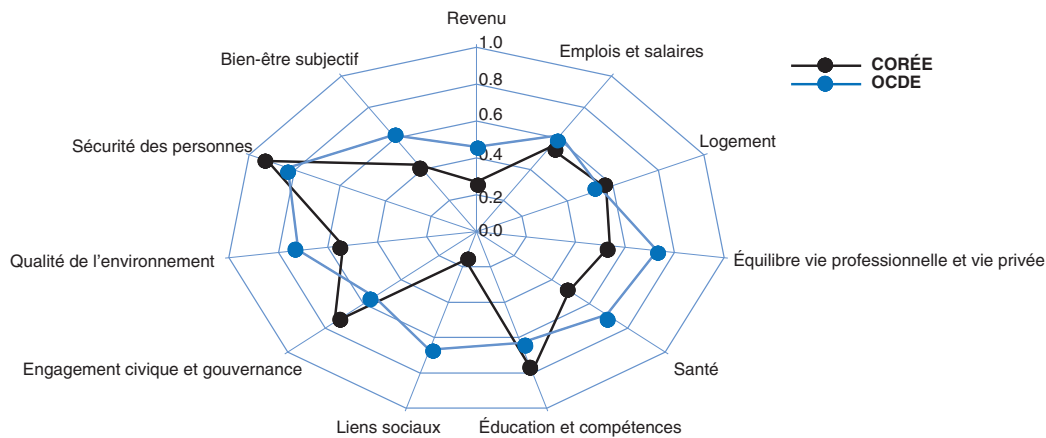 Revenu
1.0
Bien-être subjectif
Emplois et salaires
CORÉE
OCDE
0.8
0.6
Sécurité des personnes
Logement
0.4
0.2
0.0
Qualité de l'environnement
Équilibre vie professionnelle et vie privée
Engagement civique et gouvernance
Santé
Liens sociaux
Éducation et compétences